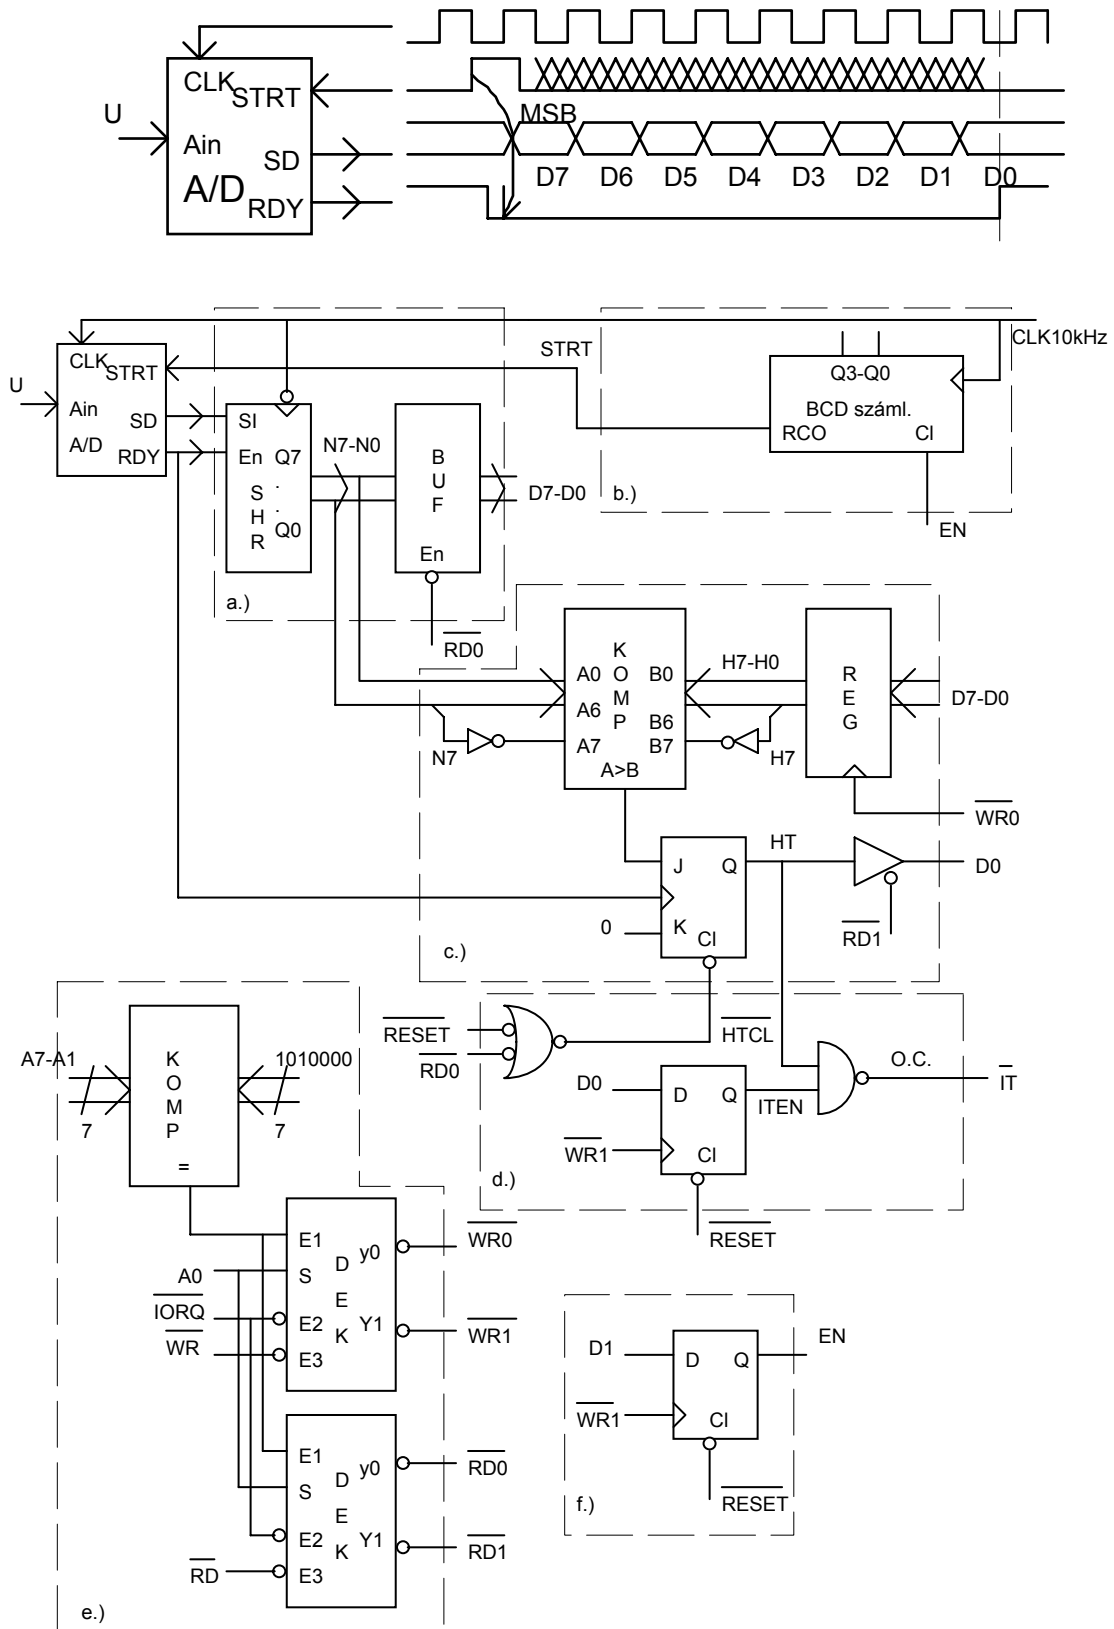 CLK
STRT
U
Ain
SD
A/D
RDY
MSB
D7 D6 D5 D4 D3 D2 D1 D0
CLK10kHz
CLK
STRT
STRT
U
Ain
SD
A/D
RDY
SI
En
Q7
.
.
Q0
S
H
R
N7-N0
B
U
F
En
D7-D0
RD0
a.)
Q3-Q0
BCD száml.
RCO
CI
EN
b.)
K
O
M
P
A0
A6
A7
B0
B6
B7
A>B
N7
H7-H0
H7
R
E
G
D7-D0
WR0
J
Q
K
Cl
0
HT
D0
RD1
c.)
RESET
RD0
HTCL
D0
D
Q
Cl
WR1
ITEN
O.C.
IT
RESET
d.)
A7-A1
7
K
O
M
P
=
1010000
7
A0
IORQ
WR
E1
S
E2
E3
D
E
K
y0
Y1
WR0
WR1
RD
E1
S
E2
E3
D
E
K
y0
Y1
RD0
RD1
e.)
D1
D
Q
EN
WR1
Cl
RESET
f.)